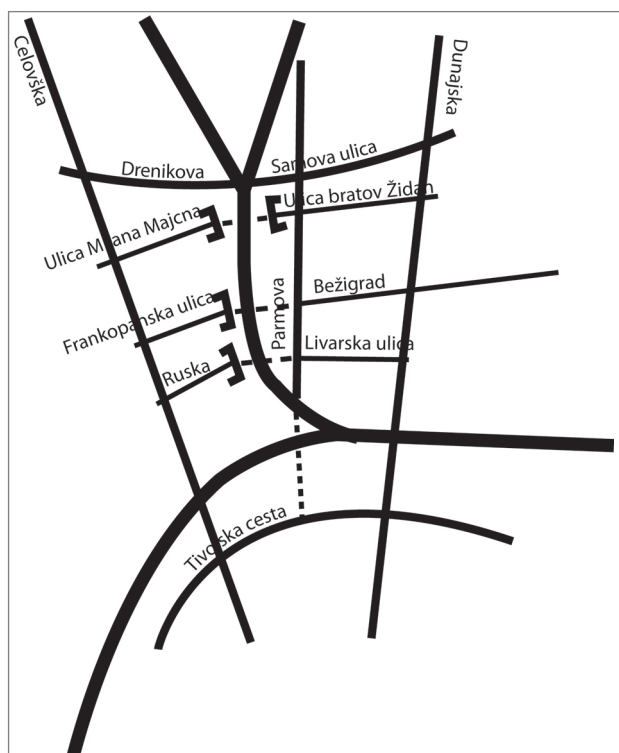 Celovška
Dunajska
Drenikova
Samova ulica
Ulica bratov Židan
Ulica Milana Majcna
Frankopanska ulica
Parmova
Bežigrad
Livarska ulica
Ruska
Tivolska cesta